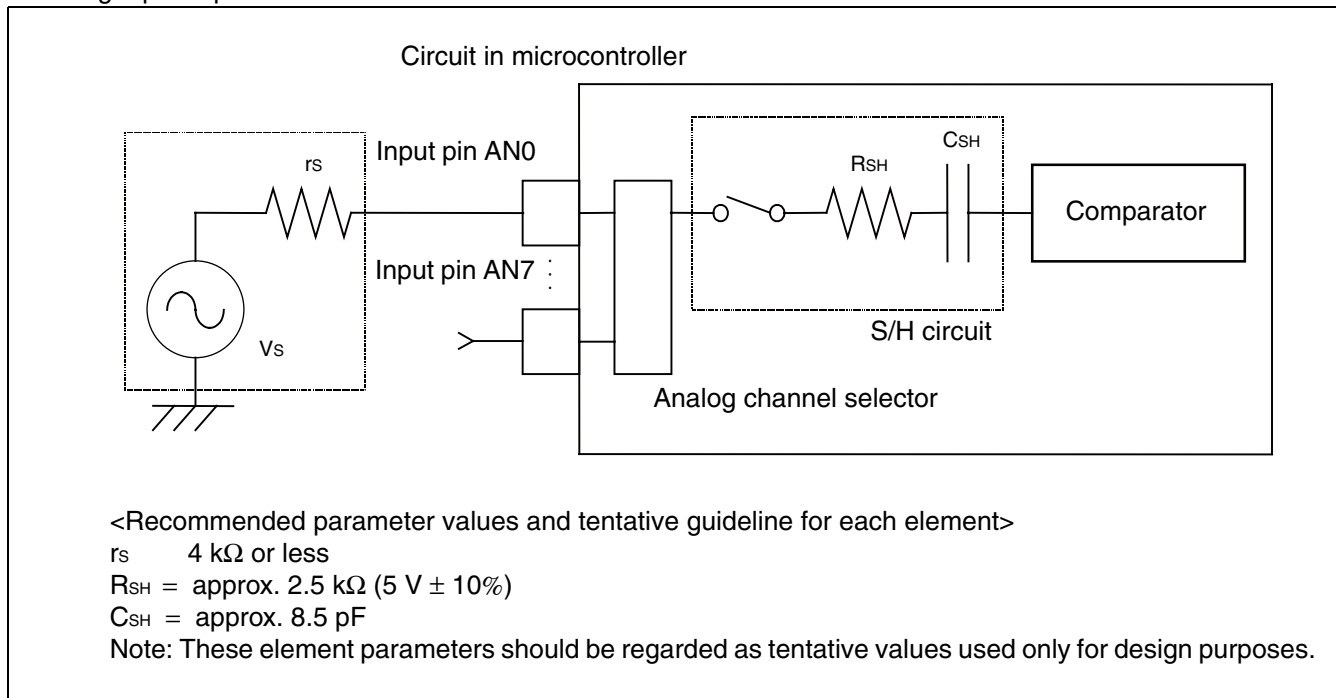 Circuit in microcontroller
Input pin AN0
rS
RSH
CSH
Comparator
Input pin AN7
VS
S/H circuit
Analog channel selector
<Recommended parameter values and tentative guideline for each element>
rS 4 kΩ or less
RSH = approx. 2.5 kΩ (5 V ± 10%)
CSH = approx. 8.5 pF
Note: These element parameters should be regarded as tentative values used only for design purposes.